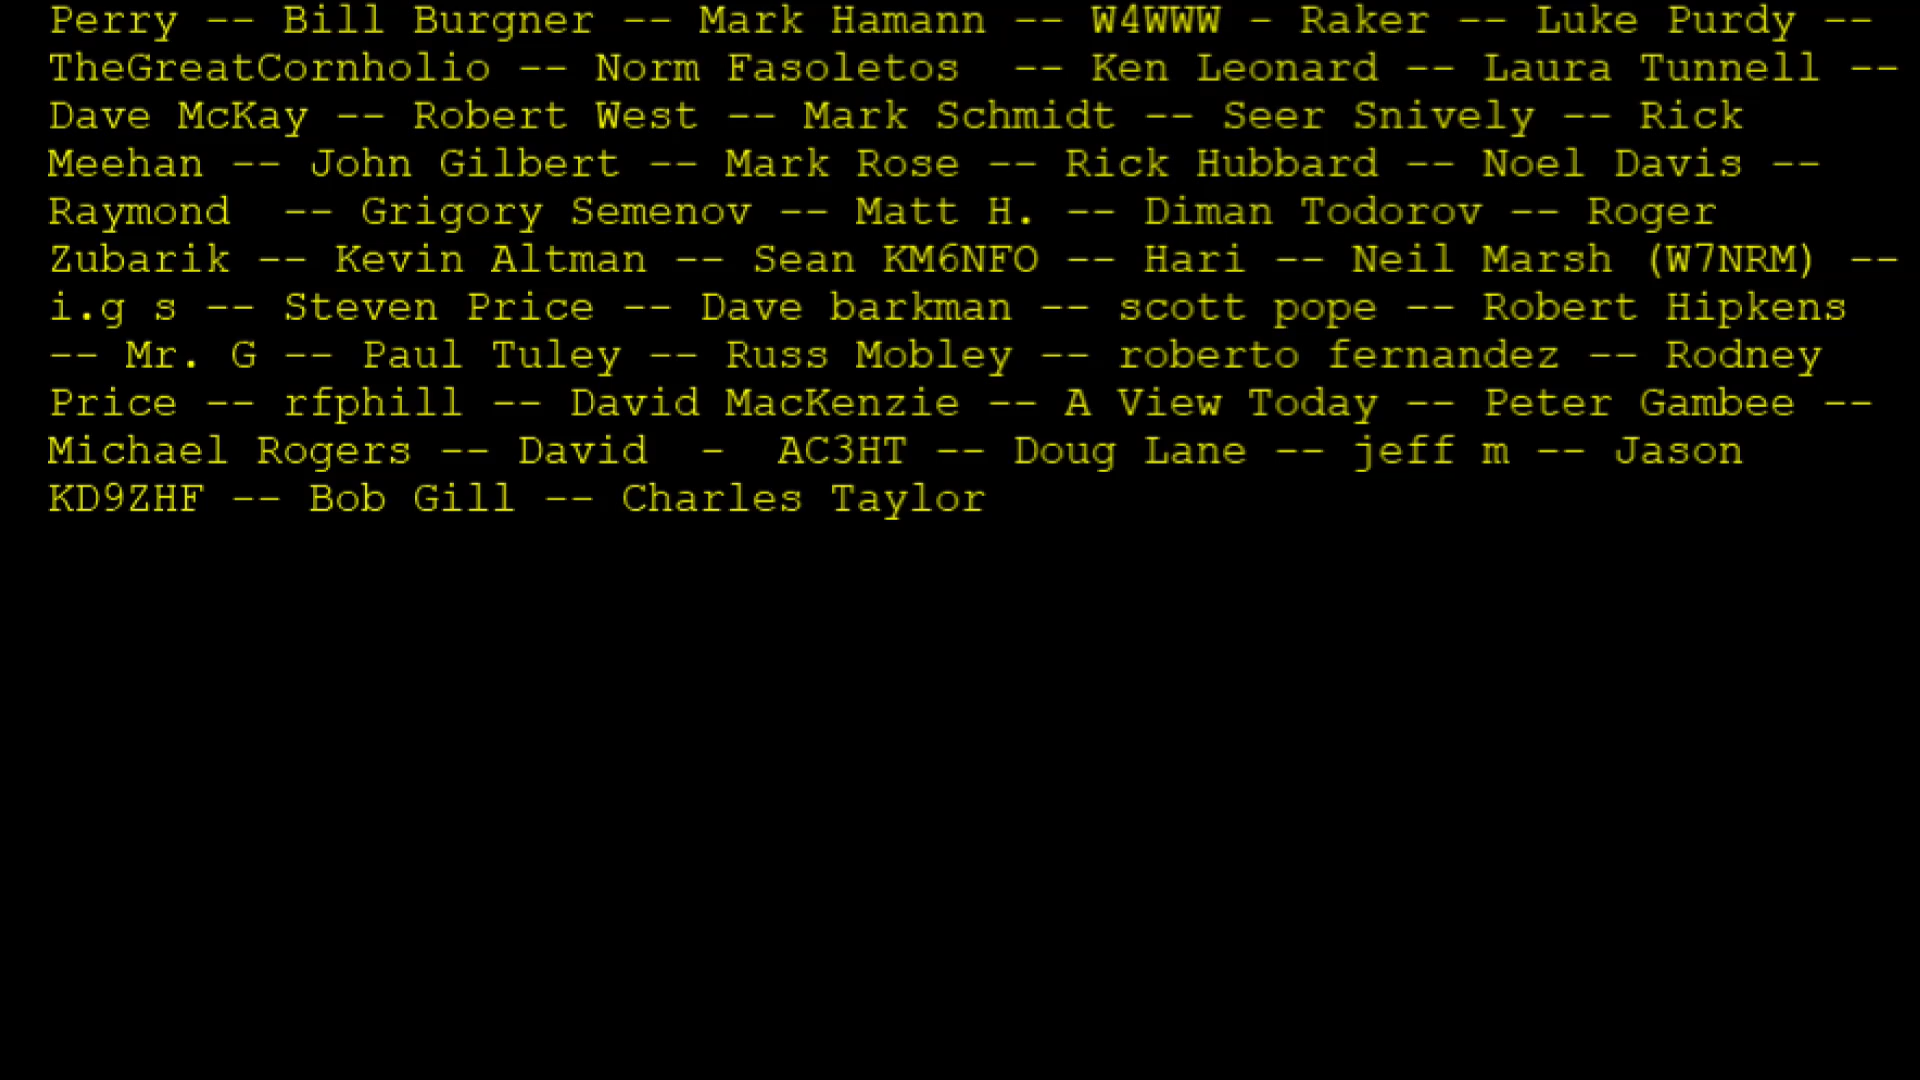 Perry -- Bill Burgner -- Mark Hamann -- W4WWW - Raker -- Luke Purdy --
TheGreatCornholio -- Norm Fasoletos  -- Ken Leonard -- Laura Tunnell --
Dave McKay -- Robert West -- Mark Schmidt -- Seer Snively -- Rick
Meehan -- John Gilbert -- Mark Rose -- Rick Hubbard -- Noel Davis --
Raymond  -- Grigory Semenov -- Matt H. -- Diman Todorov -- Roger
Zubarik -- Kevin Altman -- Sean KM6NFO -- Hari -- Neil Marsh (W7NRM) --
i.g s -- Steven Price -- Dave barkman -- scott pope -- Robert Hipkens
-- Mr. G -- Paul Tuley -- Russ Mobley -- roberto fernandez -- Rodney
Price -- rfphill -- David MacKenzie -- A View Today -- Peter Gambee --
Michael Rogers -- David  -  AC3HT -- Doug Lane -- jeff m -- Jason
KD9ZHF -- Bob Gill -- Charles Taylor